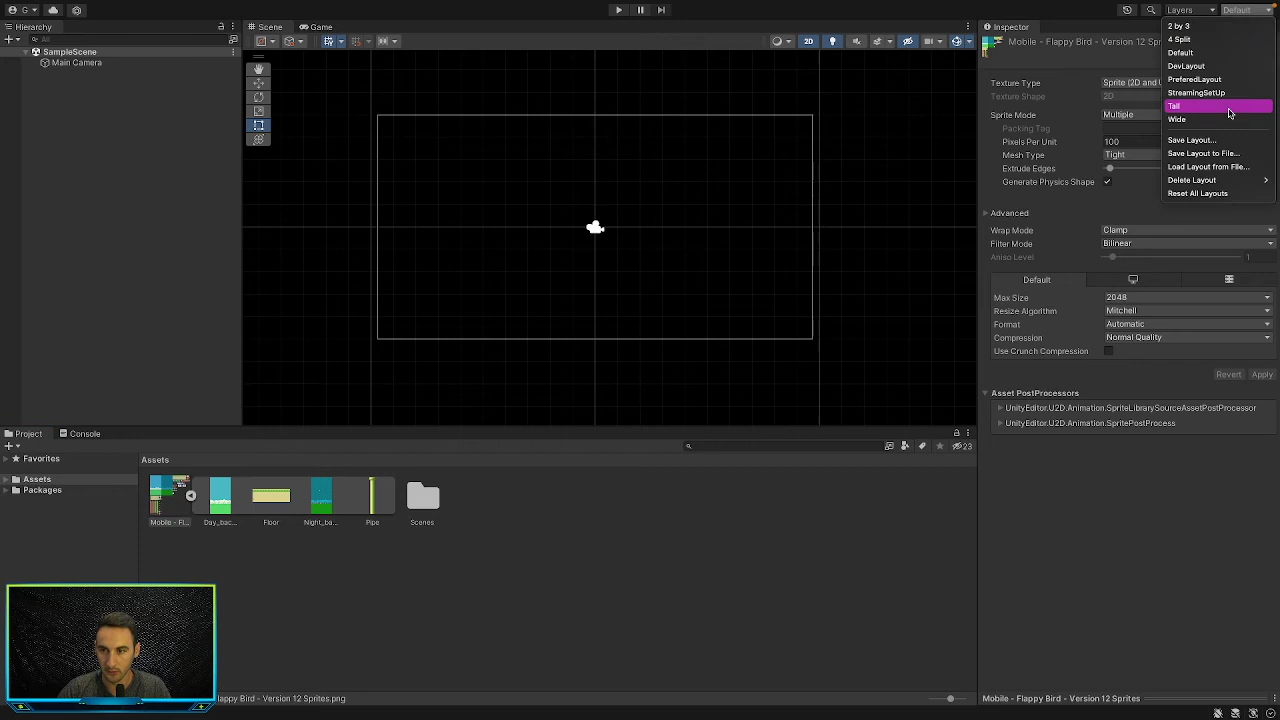 G
Layers
Default
Hierarchy
All
SampleScene
Main Camera
Scene
Game
2D
Inspector
Mobile - Flappy Bird - Version 12 Sp
Texture Type
Sprite (2D and U
Texture Shape
2D
Sprite Mode
Multiple
Packing Tag
Pixels Per Unit
100
Mesh Type
Tight
Extrude Edges
Generate Physics Shape
2 by 3
4 Split
Default
DevLayout
PreferedLayout
StreamingSetUp
Tall
Wide
Save Layout...
Save Layout to File...
Load Layout from File...
Delete Layout
Reset All Layouts
Advanced
Wrap Mode
Clamp
Filter Mode
Bilinear
Aniso Level
1
Default
Max Size
2048
Resize Algorithm
Mitchell
Format
Automatic
Compression
Normal Quality
Use Crunch Compression
Revert
Apply
Asset PostProcessors
UnityEditor.U2D.Animation.SpriteLibrarySourceAssetPostProcessor
UnityEditor.U2D.Animation.SpritePostProcess
Project
Console
23
Favorites
Assets
Packages
Assets
Mobile - Fl...
Day_bac...
Floor
Night_ba...
Pipe
Scenes
Flappy Bird - Version 12 Sprites.png
Mobile - Flappy Bird - Version 12 Sprites